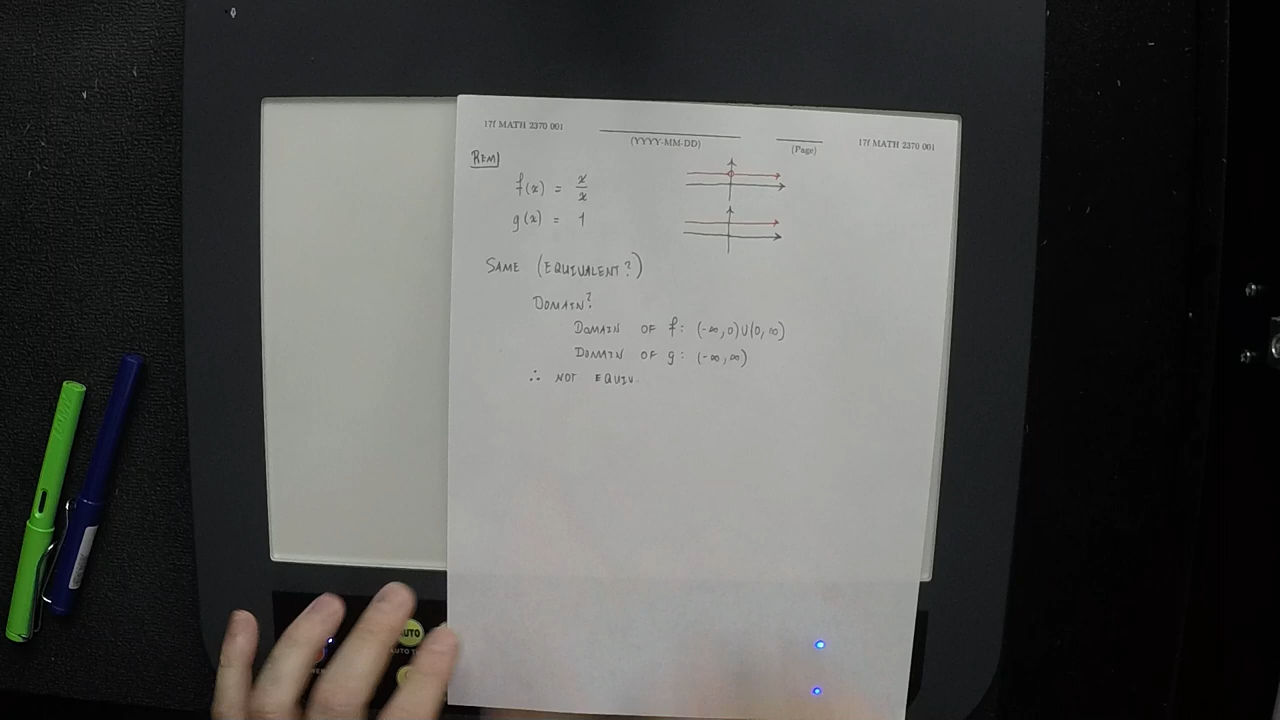 17f MATH 2370 001
(YYYY-MM-DD)
(Page)
17f MATH 2370 001
REM
f(x) = x/x
g(x) = 1
SAME (EQUIVALENT?)
DOMAIN?
DOMAIN OF f: (-∞,0)∪(0,∞)
DOMAIN OF g: (-∞,∞)
∴ NOT EQUIV.
AUTO